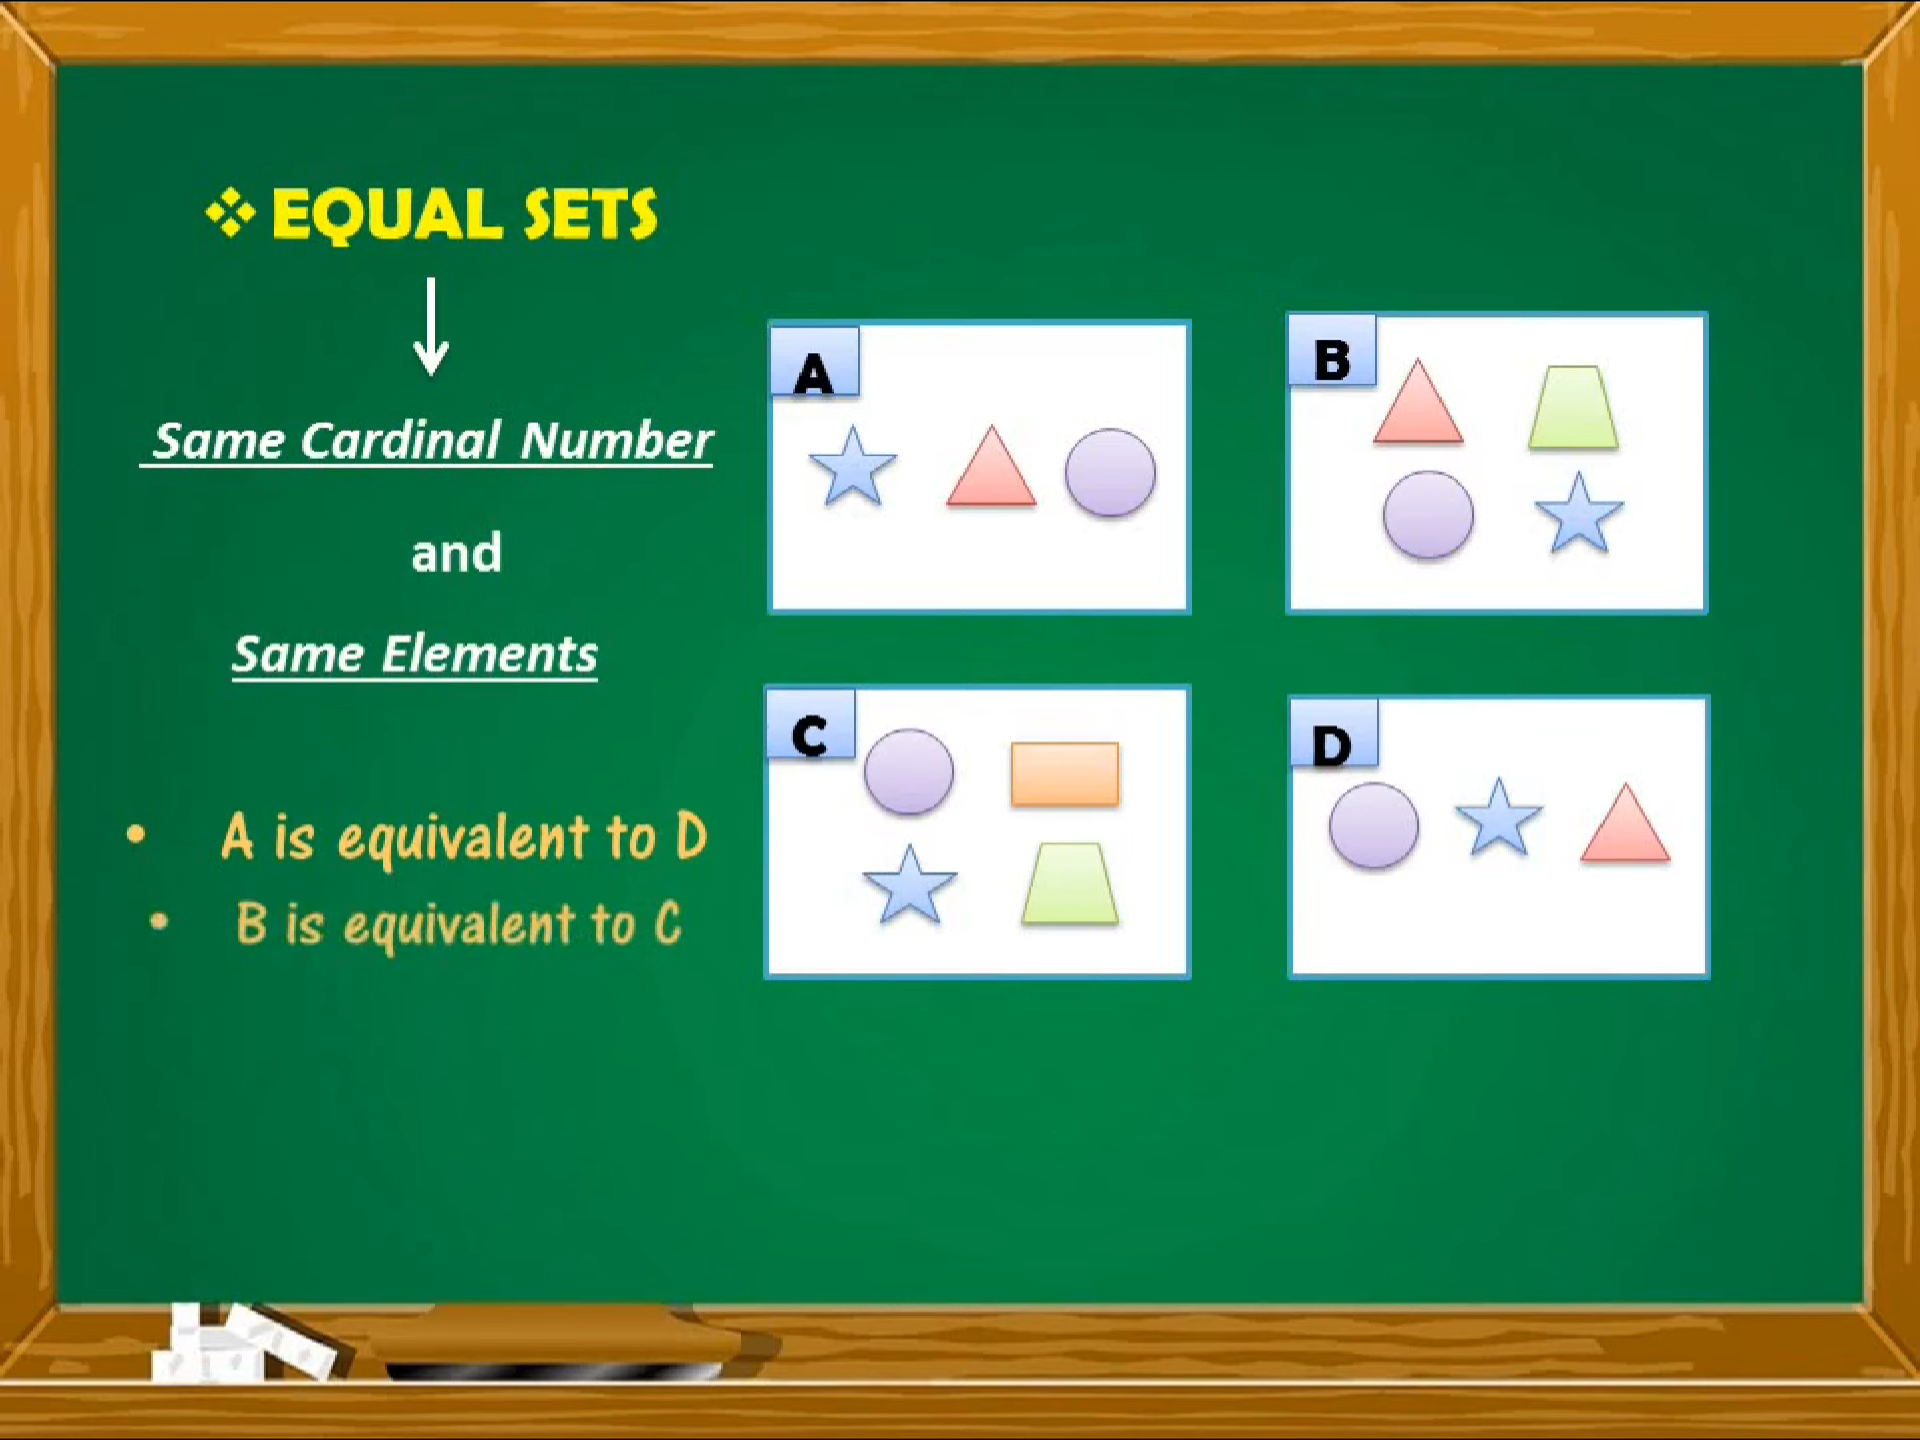 ❖ EQUAL SETS
Same Cardinal Number
and
Same Elements
• A is equivalent to D
• B is equivalent to C
A
B
C
D